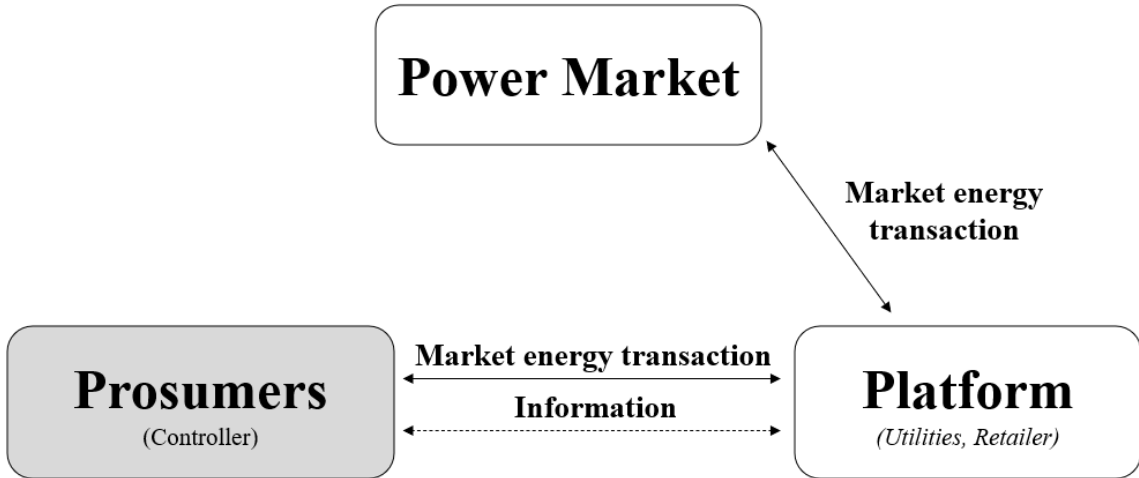 Power Market
Market energy
transaction
Market energy transaction
Information
Prosumers
(Controller)
Platform
(Utilities, Retailer)